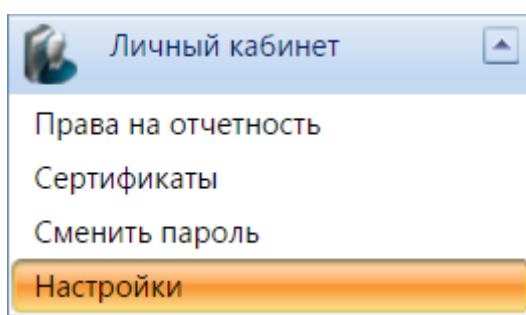 Личный кабинет
Права на отчетность
Сертификаты
Сменить пароль
Настройки